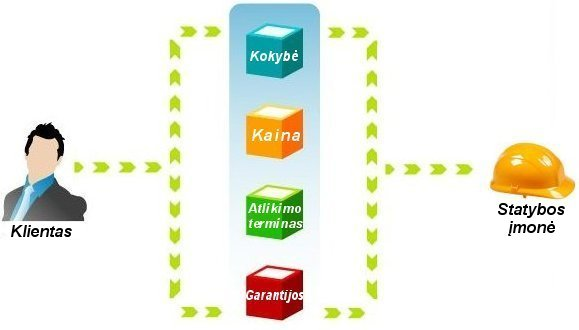 Kokybė
Kaina
Atlikimo
terminas
Garantijos
Klientas
Statybos
įmonė